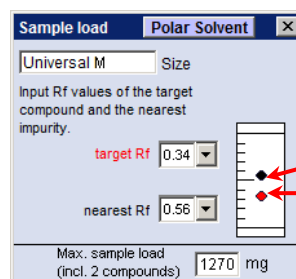 Sample load Polar Solvent
Universal M Size
Input Rf values of the target
compound and the nearest
impurity.
target Rf 0.34
nearest Rf 0.56
Max. sample load
(incl. 2 compounds) 1270 mg